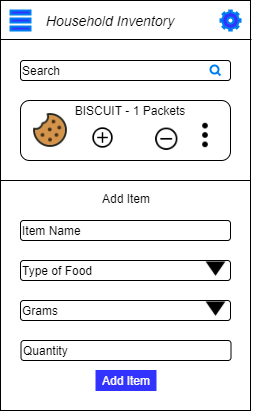 Household Inventory
Search
BISCUIT - 1 Packets
Add Item
Item Name
Type of Food
Grams
Quantity
Add Item